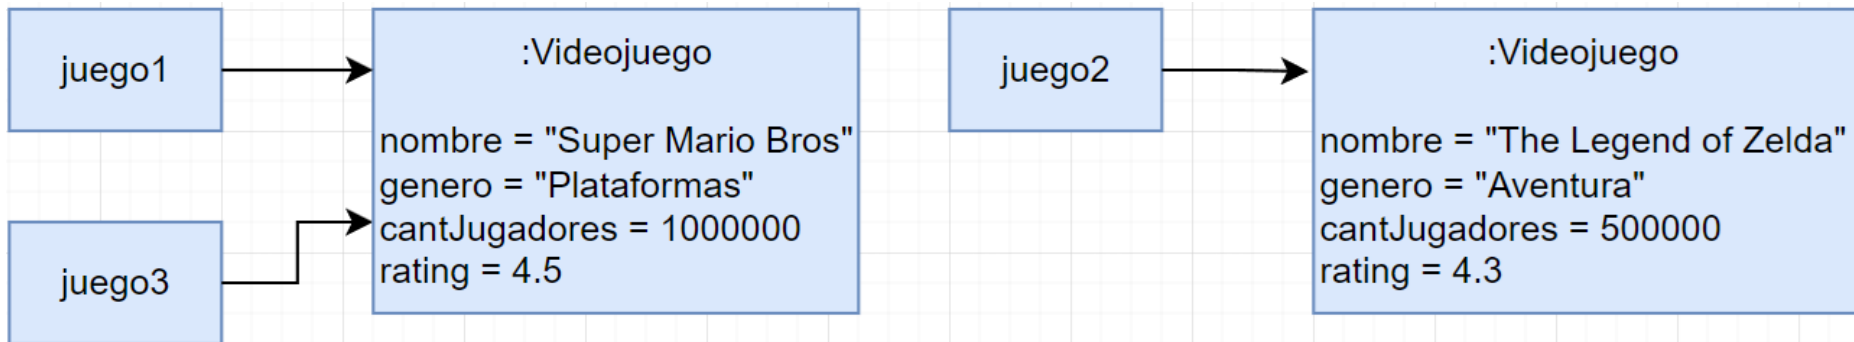 juego1
:Videojuego
nombre = "Super Mario Bros"
genero = "Plataformas"
cantJugadores = 1000000
rating = 4.5
juego3
juego2
:Videojuego
nombre = "The Legend of Zelda"
genero = "Aventura"
cantJugadores = 500000
rating = 4.3